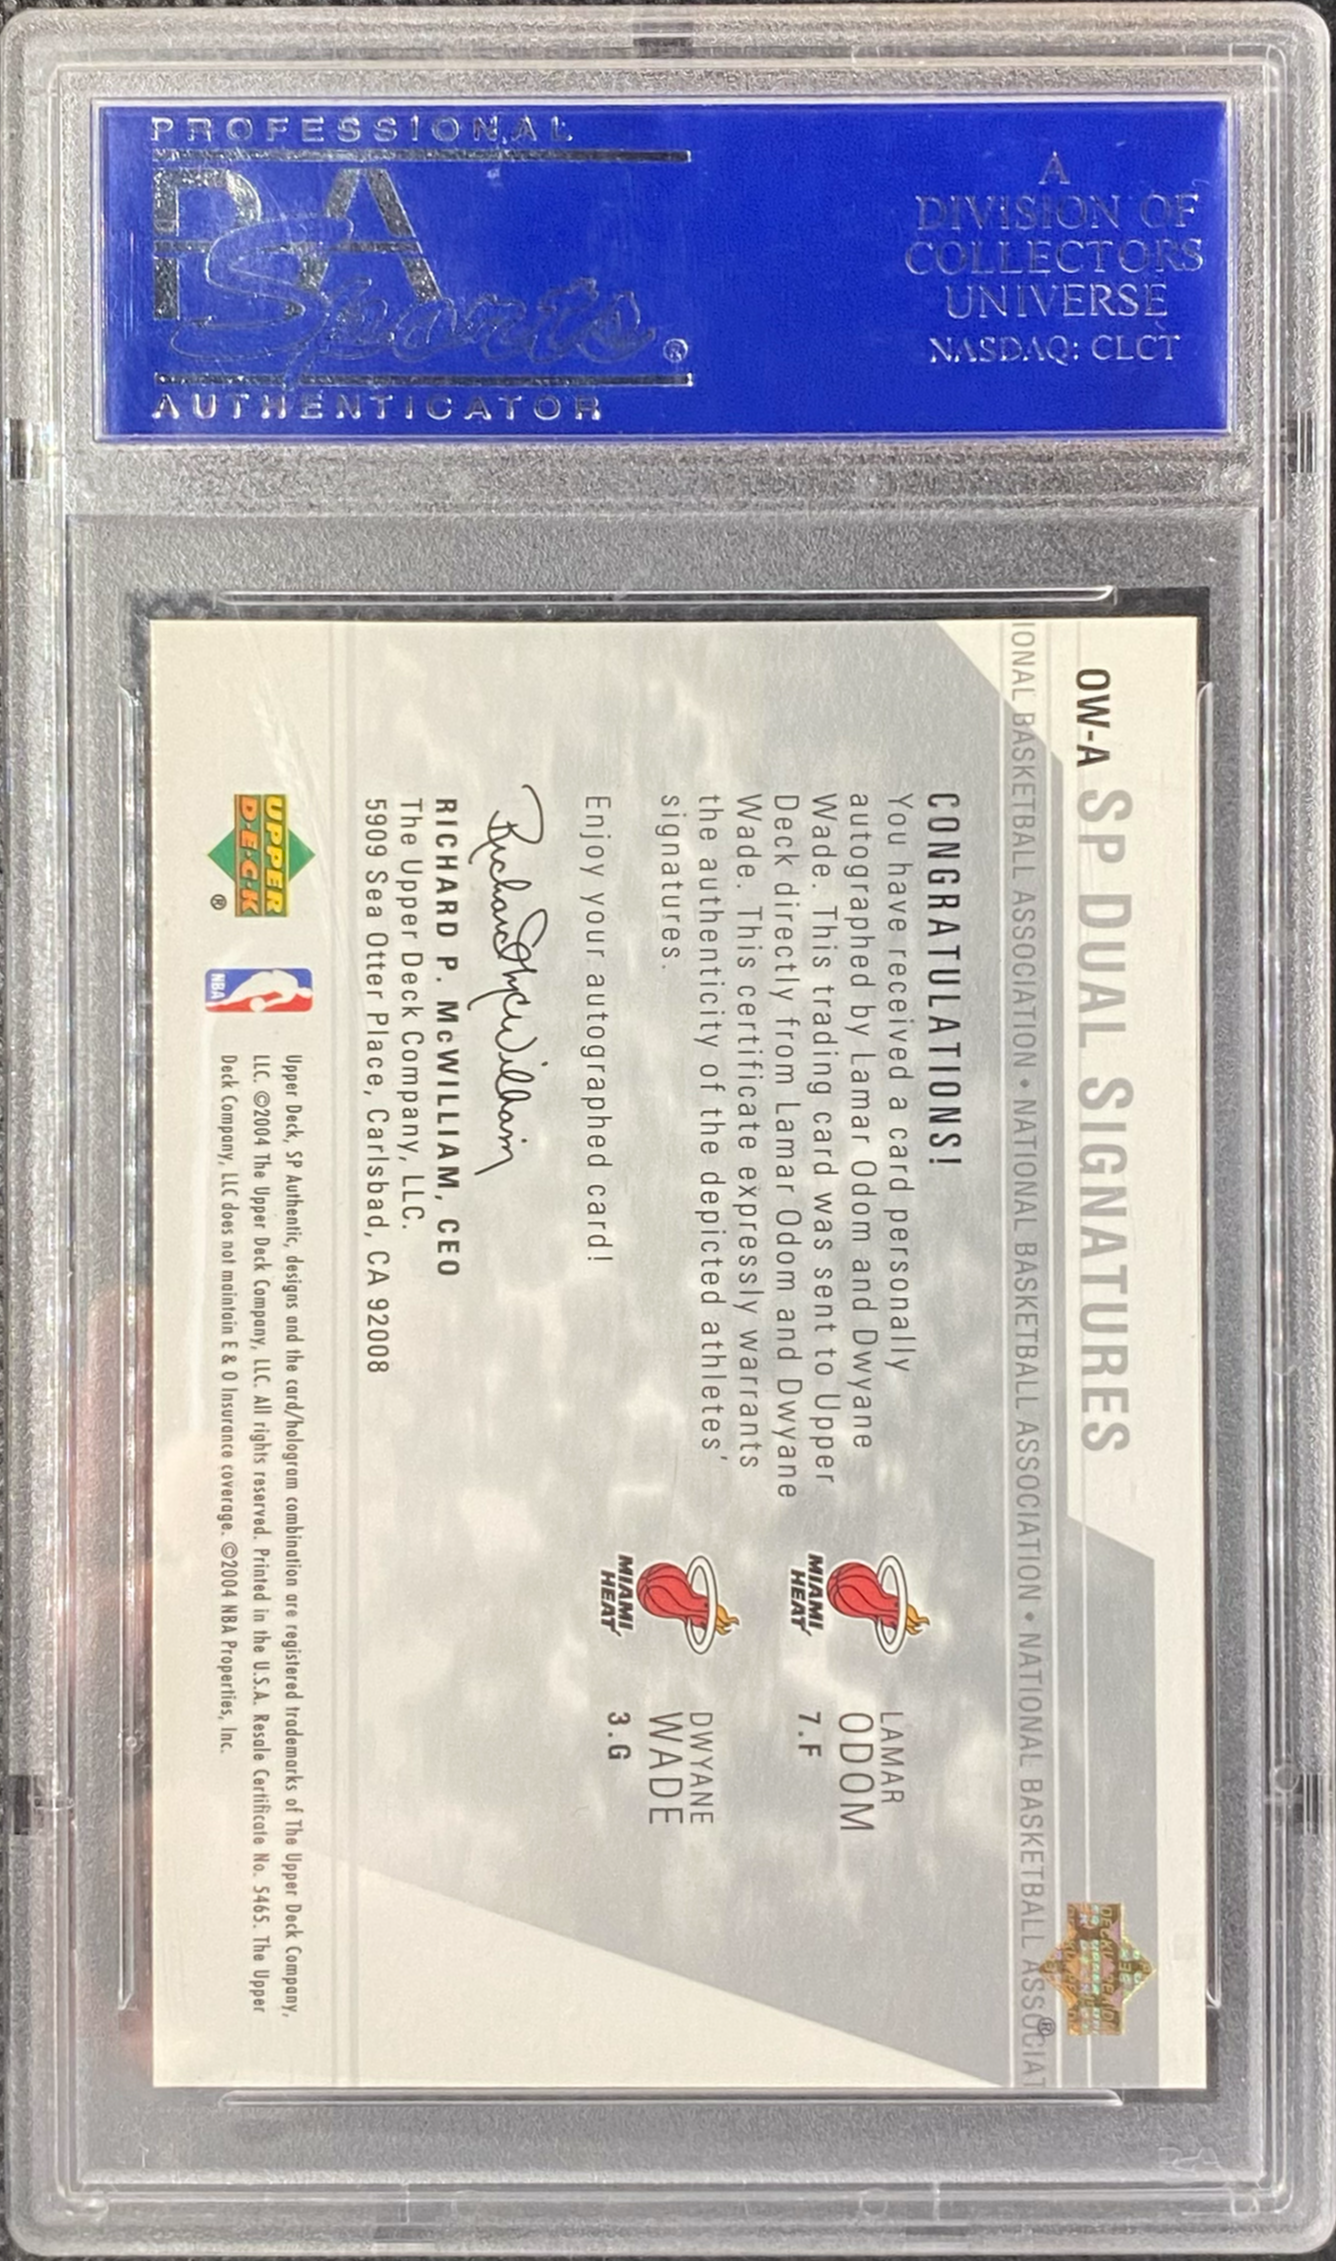 PROFESSIONAL
PSA
Sports®
AUTHENTICATOR
A
DIVISION OF
COLLECTORS
UNIVERSE
NASDAQ: CLCT
OW-A SP DUAL SIGNATURES
IONAL BASKETBALL ASSOCIATION • NATIONAL BASKETBALL ASSOCIATION • NATIONAL BASKETBALL ASSOCIAT
®
CONGRATULATIONS!
You have received a card personally
autographed by Lamar Odom and Dwyane
Wade. This trading card was sent to Upper
Deck directly from Lamar Odom and Dwyane
Wade. This certificate expressly warrants
the authenticity of the depicted athletes'
signatures.
Enjoy your autographed card!
Richard P. McWilliam
RICHARD P. McWILLIAM, CEO
The Upper Deck Company, LLC.
5909 Sea Otter Place, Carlsbad, CA 92008
MIAMI
HEAT
LAMAR
ODOM
7.F
MIAMI
HEAT
DWYANE
WADE
3.G
UPPER
D·E·C·K
®
NBA
Upper Deck, SP Authentic, designs and the card/hologram combination are registered trademarks of The Upper Deck Company,
LLC. ©2004 The Upper Deck Company, LLC. All rights reserved. Printed in the U.S.A. Resale Certificate No. 5465. The Upper
Deck Company, LLC does not maintain E & O Insurance coverage. ©2004 NBA Properties, Inc.